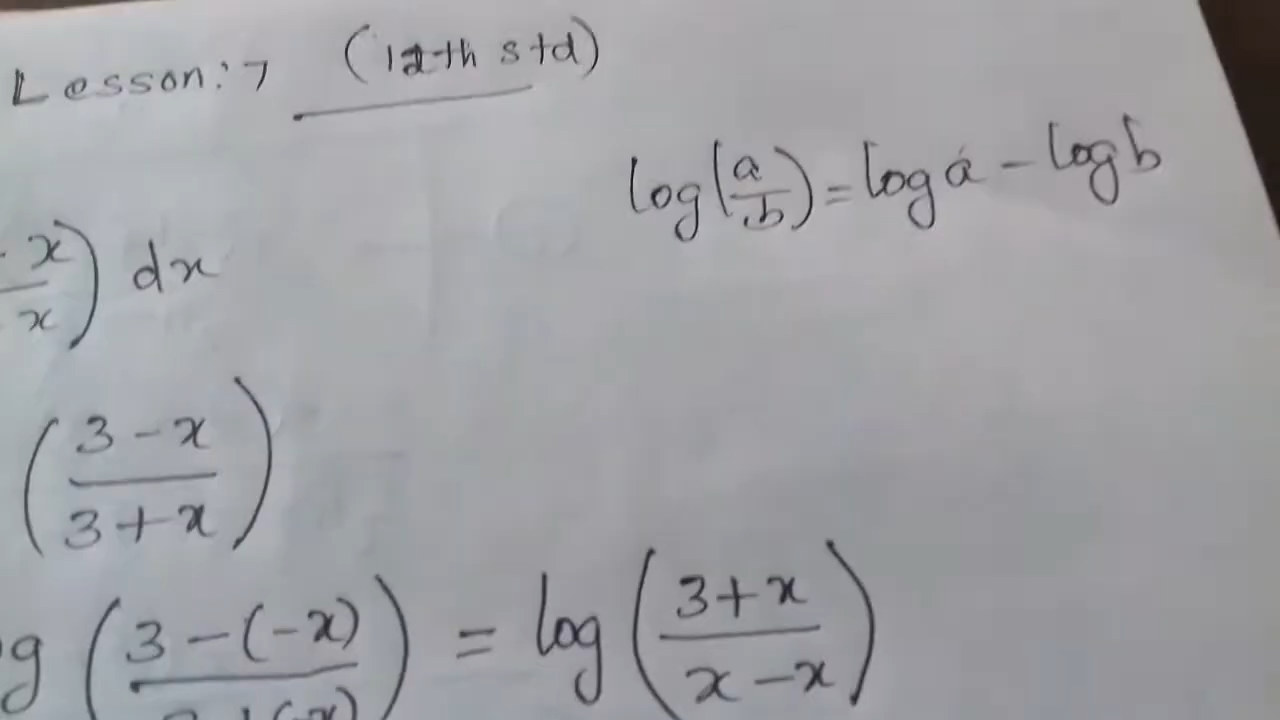 Lesson:7 (12th std)
log(a/b) = log a - log b
x/x) dx
(3-x/3+x)
g (3-(-x)/(-x)) = log (3+x/x-x)